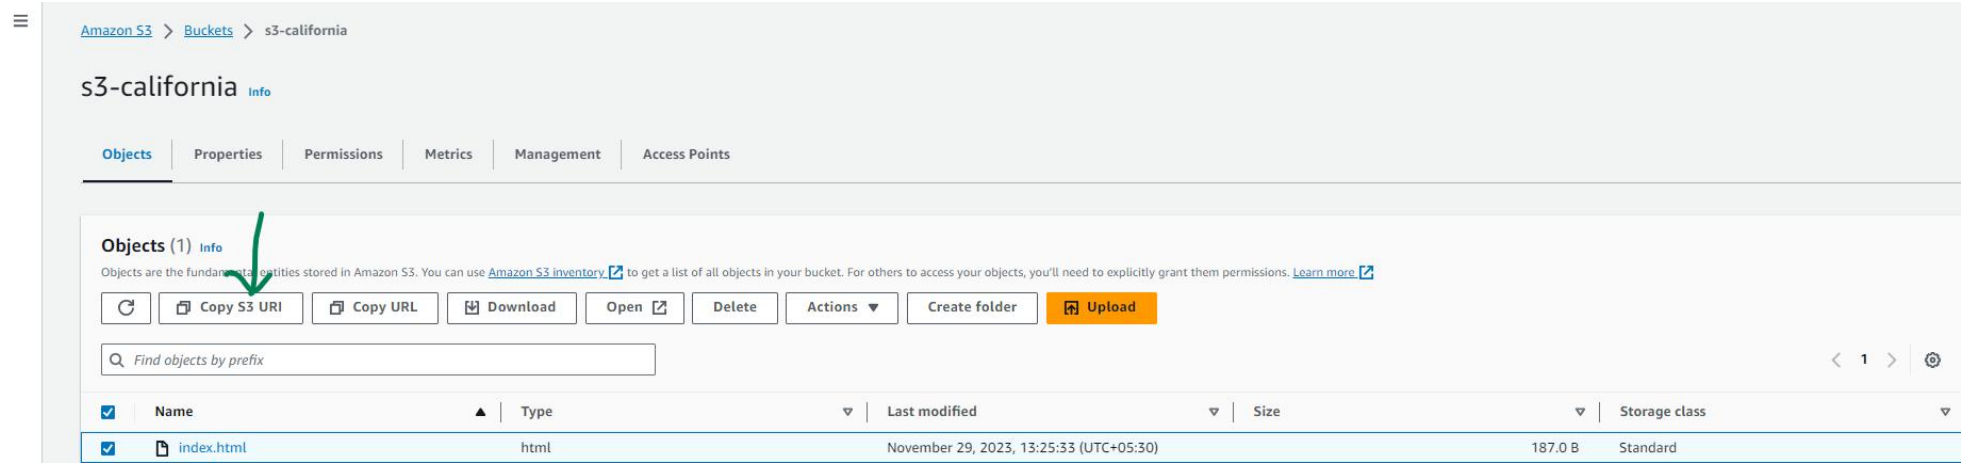 Amazon S3 > Buckets > s3-california
s3-california Info
Objects Properties Permissions Metrics Management Access Points
Objects (1) Info
Objects are the fundamental entities stored in Amazon S3. You can use Amazon S3 inventory to get a list of all objects in your bucket. For others to access your objects, you'll need to explicitly grant them permissions. Learn more
Copy S3 URI Copy URL Download Open Delete Actions Create folder Upload
Find objects by prefix
1
Name Type Last modified Size Storage class
index.html html November 29, 2023, 13:25:33 (UTC+05:30) 187.0 B Standard